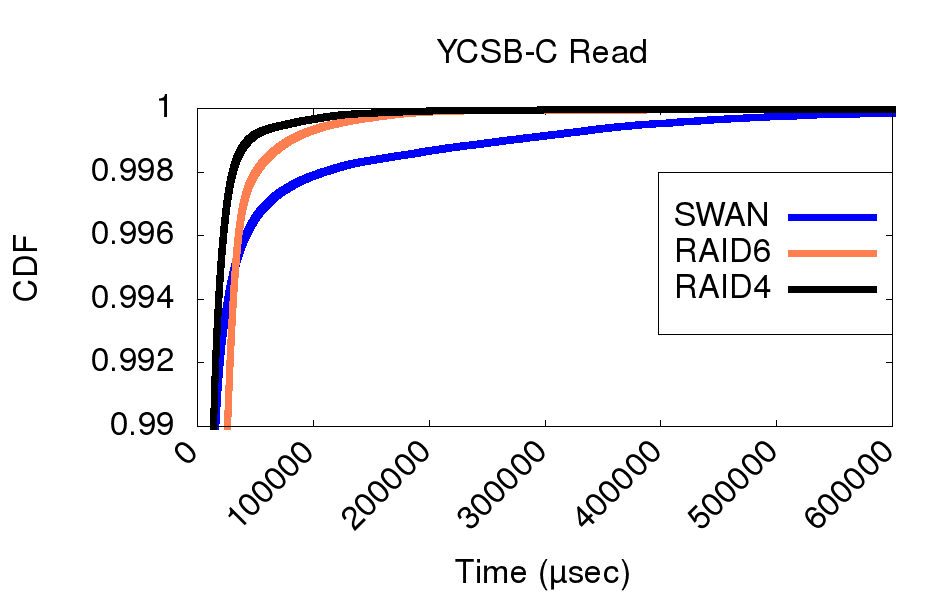 YCSB-C Read
1
0.998
0.996
0.994
0.992
0.99
CDF
SWAN
RAID6
RAID4
0
100000
200000
300000
400000
500000
600000
Time (μsec)